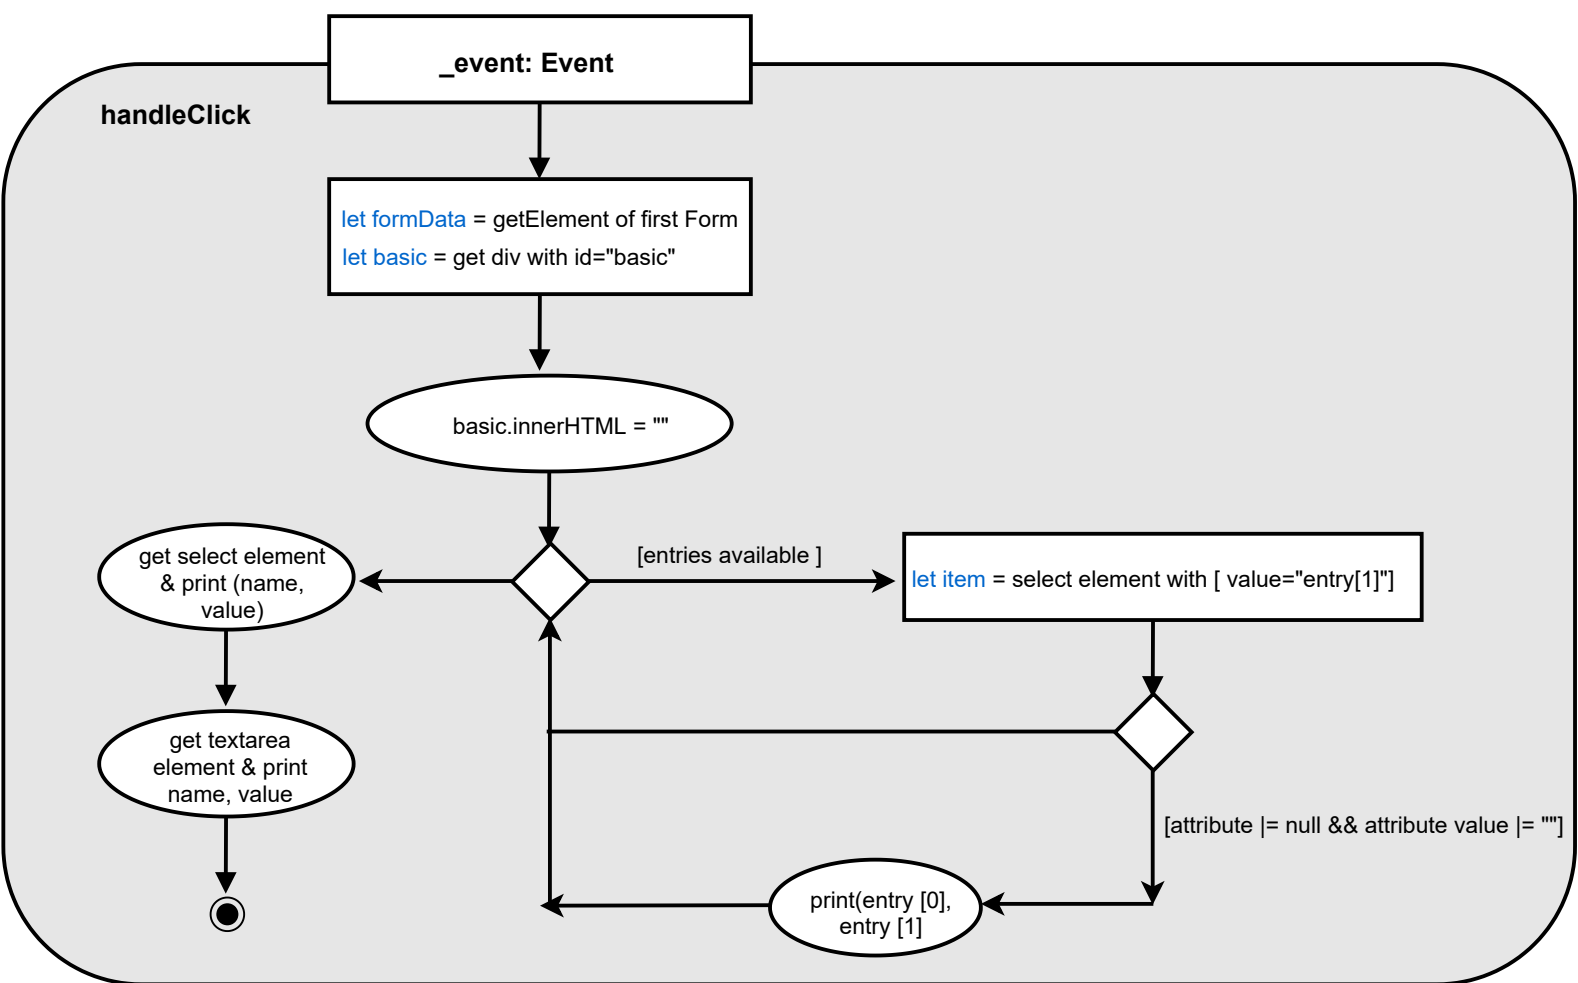 _event: Event
handleClick
let formData = getElement of first Form
let basic = get div with id="basic"
basic.innerHTML = ""
get select element
& print (name,
value)
[entries available ]
let item = select element with [ value="entry[1]"]
get textarea
element & print
name, value
[attribute |= null && attribute value |= ""]
print(entry [0],
entry [1]